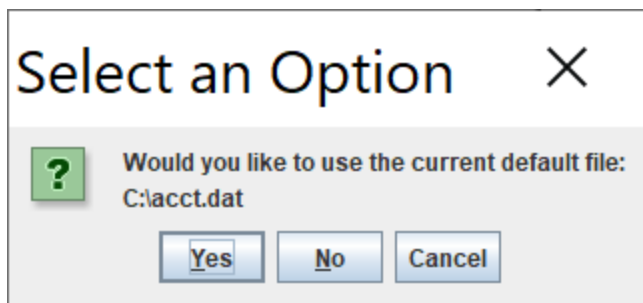 Select an Option
?
Would you like to use the current default file:
C:\acct.dat
Yes No Cancel